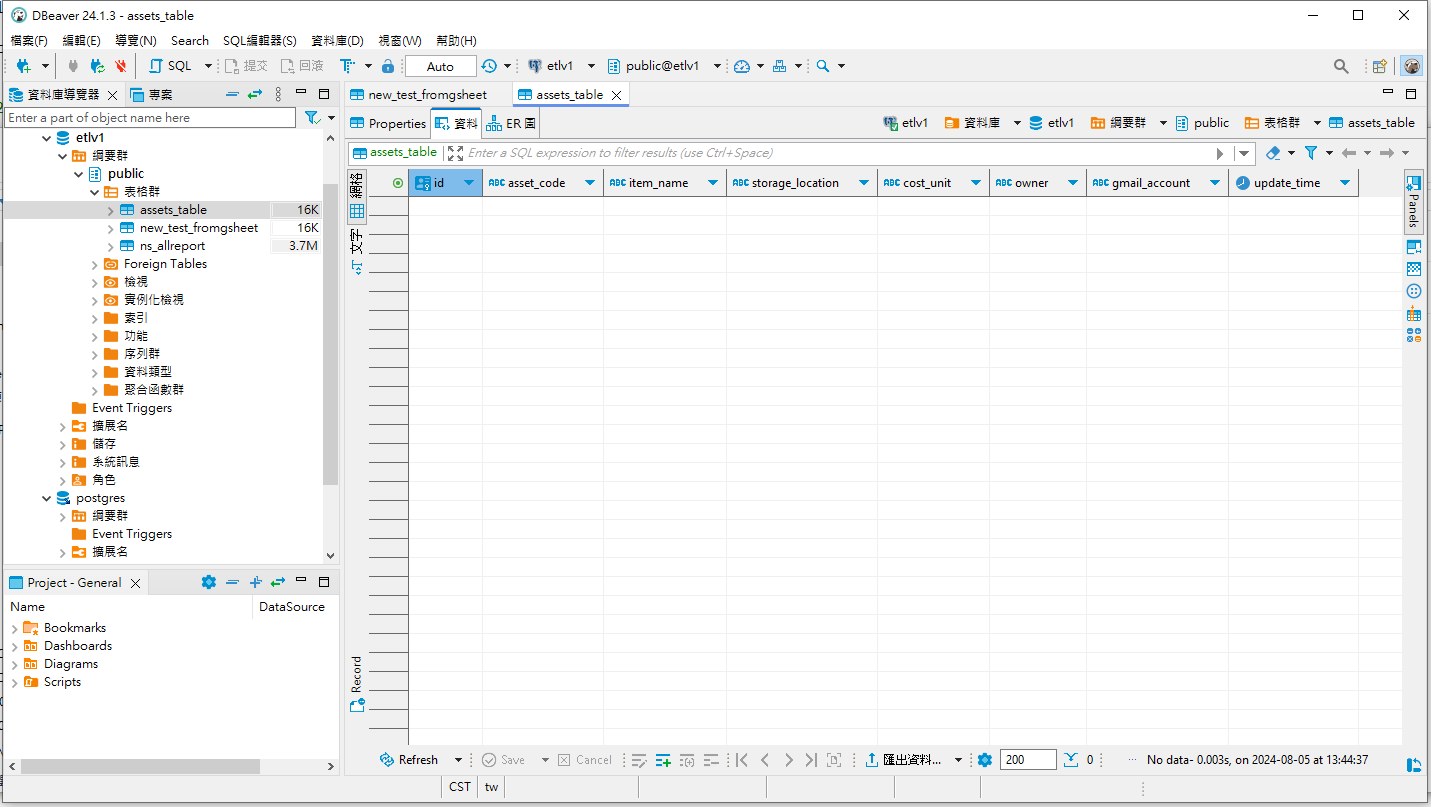 DBeaver 24.1.3 - assets_table
檔案(F) 編輯(E) 導覽(N) Search SQL編輯器(S) 資料庫(D) 視窗(W) 幫助(H)
SQL 提交 回滾 Auto etlv1 public@etlv1
資料庫導覽器 專案
Enter a part of object name here
etlv1
綱要群
public
表格群
assets_table 16K
new_test_fromgsheet 16K
ns_allreport 3.7M
Foreign Tables
檢視
實例化檢視
索引
功能
序列群
資料類型
聚合函數群
Event Triggers
擴展名
儲存
系統訊息
角色
postgres
綱要群
Event Triggers
擴展名
Project - General
Name DataSource
Bookmarks
Dashboards
Diagrams
Scripts
new_test_fromgsheet assets_table
Properties 資料 ER 圖 etlv1 資料庫 etlv1 綱要群 public 表格群 assets_table
assets_table Enter a SQL expression to filter results (use Ctrl+Space)
網格
文字
Record
id ABC asset_code ABC item_name ABC storage_location ABC cost_unit ABC owner ABC gmail_account update_time
Panels
Refresh Save Cancel 匯出資料... 200 0 ... No data- 0.003s, on 2024-08-05 at 13:44:37
CST tw